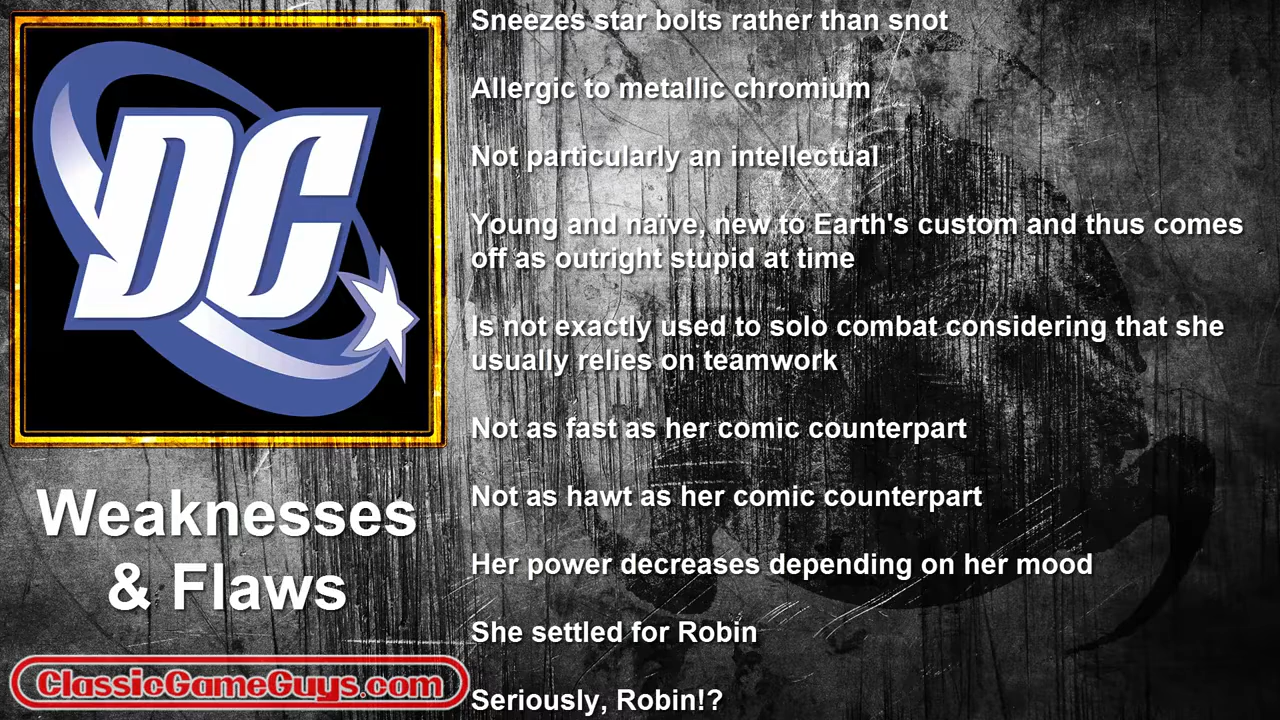 DC
Weaknesses
& Flaws
ClassicGameGuys.com
Sneezes star bolts rather than snot
Allergic to metallic chromium
Not particularly an intellectual
Young and naïve, new to Earth's custom and thus comes
off as outright stupid at time
Is not exactly used to solo combat considering that she
usually relies on teamwork
Not as fast as her comic counterpart
Not as hawt as her comic counterpart
Her power decreases depending on her mood
She settled for Robin
Seriously, Robin!?